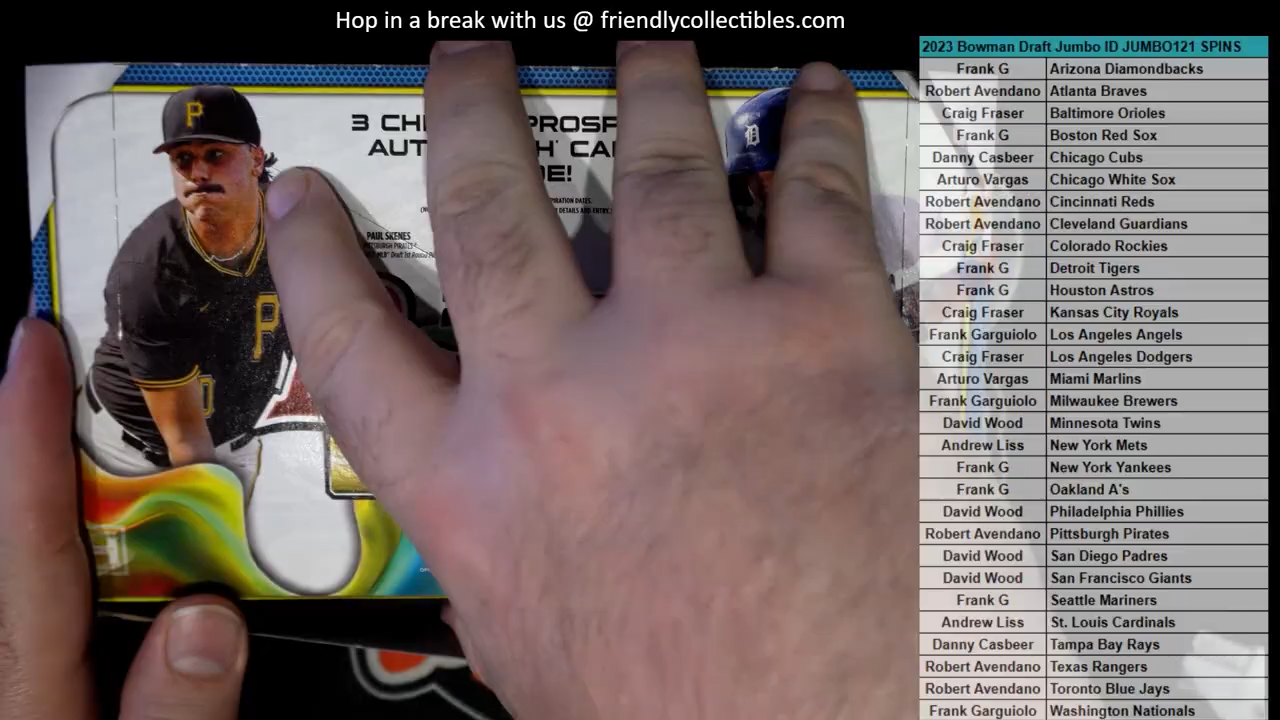 Hop in a break with us @ friendlycollectibles.com
2023 Bowman Draft Jumbo ID JUMBO121 SPINS
Frank G Arizona Diamondbacks
Robert Avendano Atlanta Braves
Craig Fraser Baltimore Orioles
Frank G Boston Red Sox
Danny Casbeer Chicago Cubs
Arturo Vargas Chicago White Sox
Robert Avendano Cincinnati Reds
Robert Avendano Cleveland Guardians
Craig Fraser Colorado Rockies
Frank G Detroit Tigers
Frank G Houston Astros
Craig Fraser Kansas City Royals
Frank Garguiolo Los Angeles Angels
Craig Fraser Los Angeles Dodgers
Arturo Vargas Miami Marlins
Frank Garguiolo Milwaukee Brewers
David Wood Minnesota Twins
Andrew Liss New York Mets
Frank G New York Yankees
Frank G Oakland A's
David Wood Philadelphia Phillies
Robert Avendano Pittsburgh Pirates
David Wood San Diego Padres
David Wood San Francisco Giants
Frank G Seattle Mariners
Andrew Liss St. Louis Cardinals
Danny Casbeer Tampa Bay Rays
Robert Avendano Texas Rangers
Robert Avendano Toronto Blue Jays
Frank Garguiolo Washington Nationals
P
D
3 CH PROSP
AUT H CA
DE!
PAUL SKENES
PITTSBURGH PIRATES
P